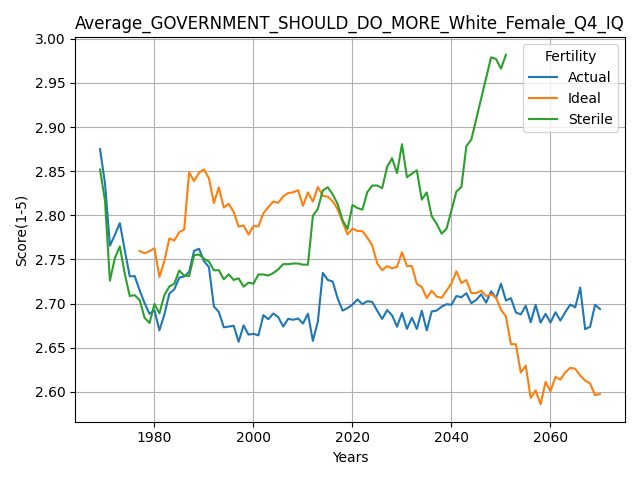 Average_GOVERNMENT_SHOULD_DO_MORE_White_Female_Q4_IQ
3.00
2.95
2.90
2.85
2.80
2.75
2.70
2.65
2.60
Score(1-5)
Fertility
Actual
Ideal
Sterile
1980
2000
2020
2040
2060
Years